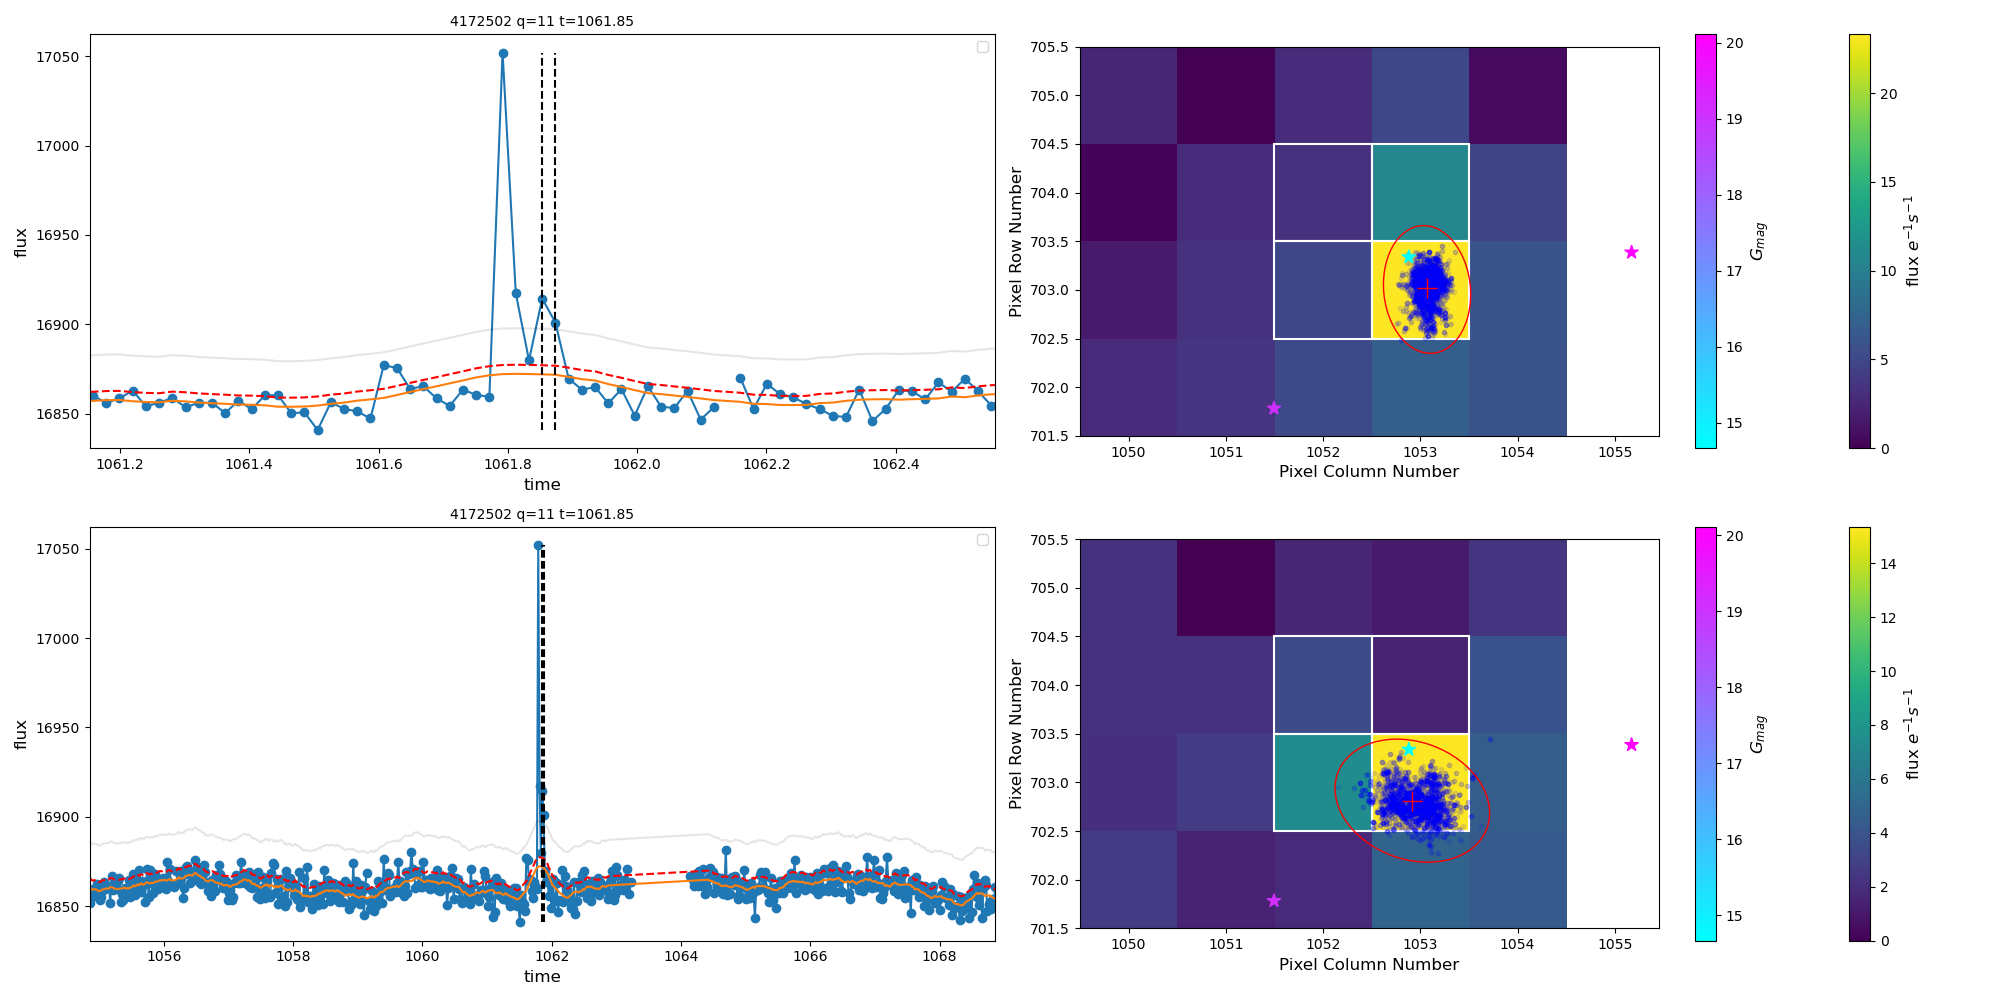 4172502 q=11 t=1061.85
17050
17000
16950
16900
16850
flux
1061.2 1061.4 1061.6 1061.8 1062.0 1062.2 1062.4
time
705.5
705.0
704.5
704.0
703.5
703.0
702.5
702.0
701.5
Pixel Row Number
1050 1051 1052 1053 1054 1055
Pixel Column Number
20
19
18
17
16
15
G_mag
20
15
10
5
0
flux e⁻¹s⁻¹
4172502 q=11 t=1061.85
17050
17000
16950
16900
16850
flux
1056 1058 1060 1062 1064 1066 1068
time
705.5
705.0
704.5
704.0
703.5
703.0
702.5
702.0
701.5
Pixel Row Number
1050 1051 1052 1053 1054 1055
Pixel Column Number
20
19
18
17
16
15
G_mag
14
12
10
8
6
4
2
0
flux e⁻¹s⁻¹